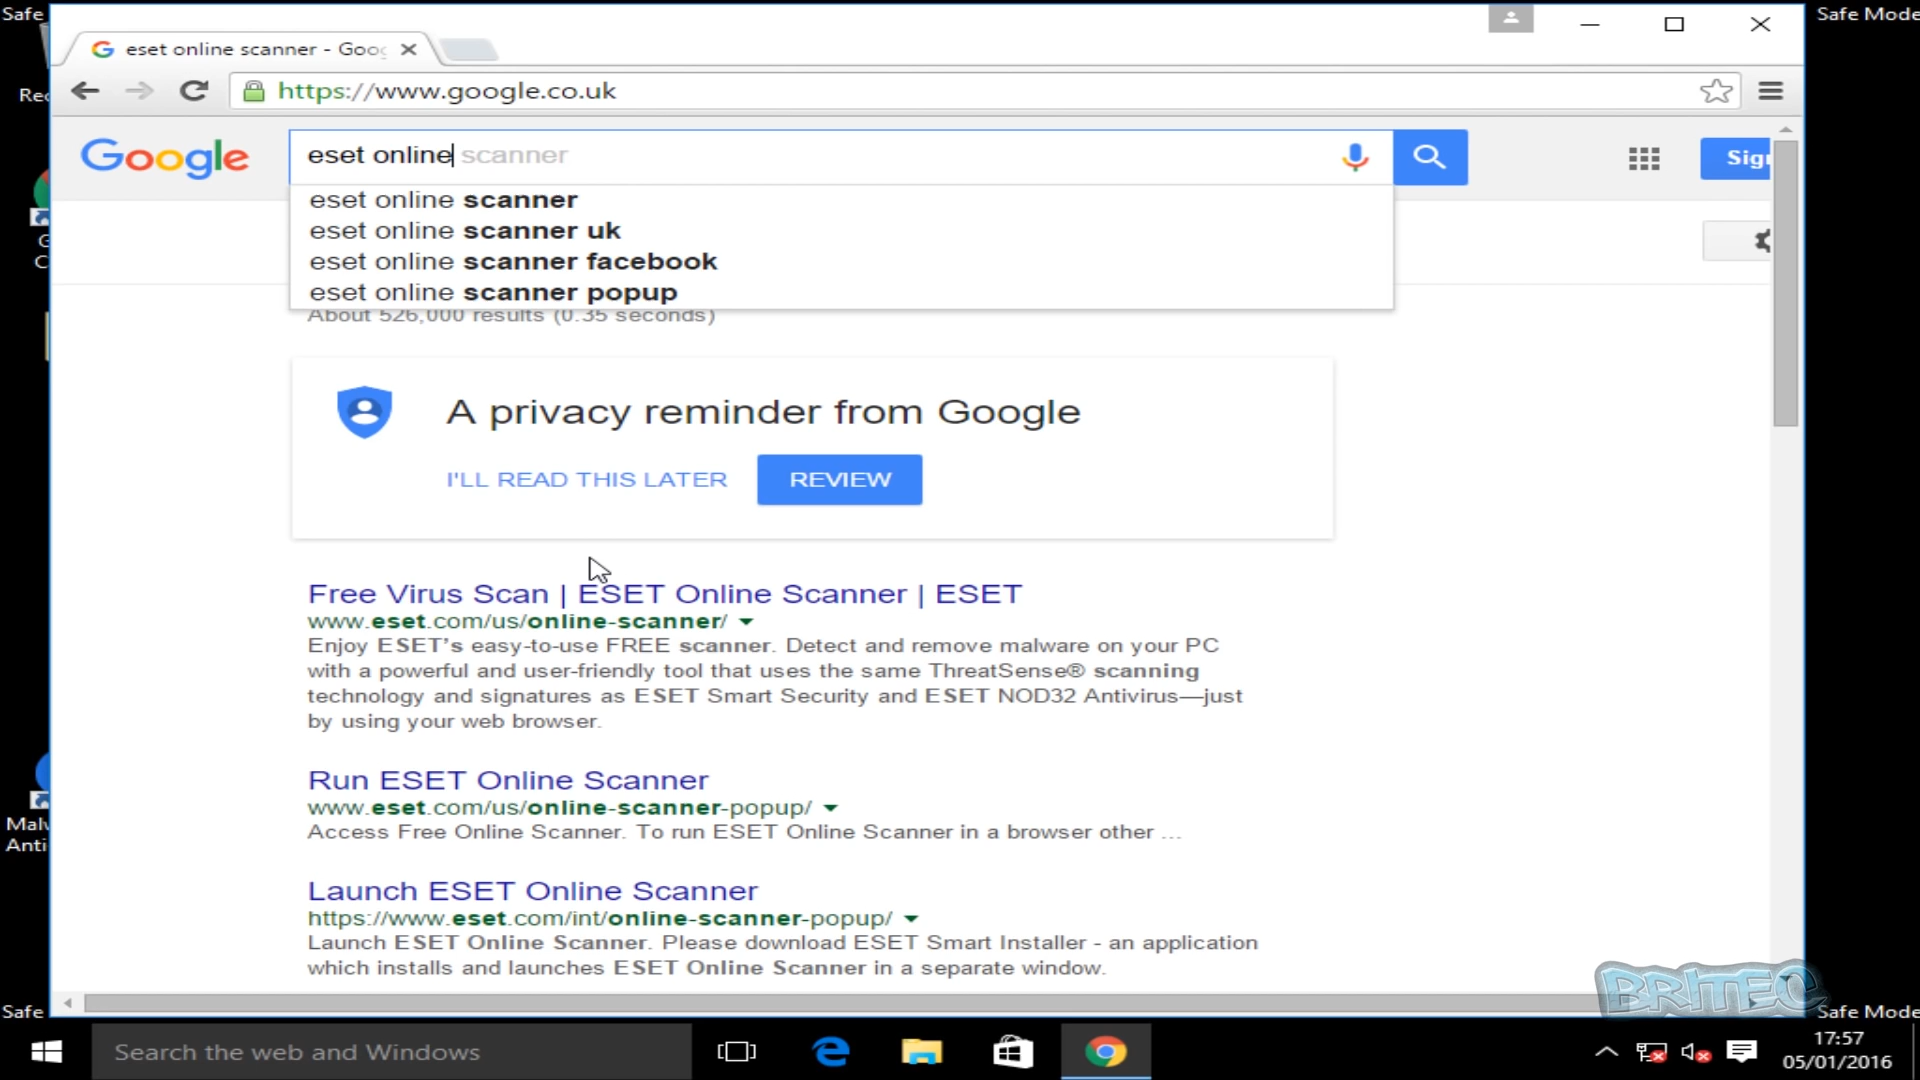 Safe
Safe Mode
eset online scanner - Goog
https://www.google.co.uk
Rec
Google
eset online scanner
Sign
eset online scanner
eset online scanner uk
eset online scanner facebook
eset online scanner popup
About 526,000 results (0.35 seconds)
G
C
A privacy reminder from Google
I'LL READ THIS LATER
REVIEW
Free Virus Scan | ESET Online Scanner | ESET
www.eset.com/us/online-scanner/
Enjoy ESET's easy-to-use FREE scanner. Detect and remove malware on your PC
with a powerful and user-friendly tool that uses the same ThreatSense® scanning
technology and signatures as ESET Smart Security and ESET NOD32 Antivirus—just
by using your web browser.
Run ESET Online Scanner
www.eset.com/us/online-scanner-popup/
Access Free Online Scanner. To run ESET Online Scanner in a browser other ...
Malw
Anti
Launch ESET Online Scanner
https://www.eset.com/int/online-scanner-popup/
Launch ESET Online Scanner. Please download ESET Smart Installer - an application
which installs and launches ESET Online Scanner in a separate window.
BRITEC
Safe
Safe Mode
Search the web and Windows
17:57
05/01/2016